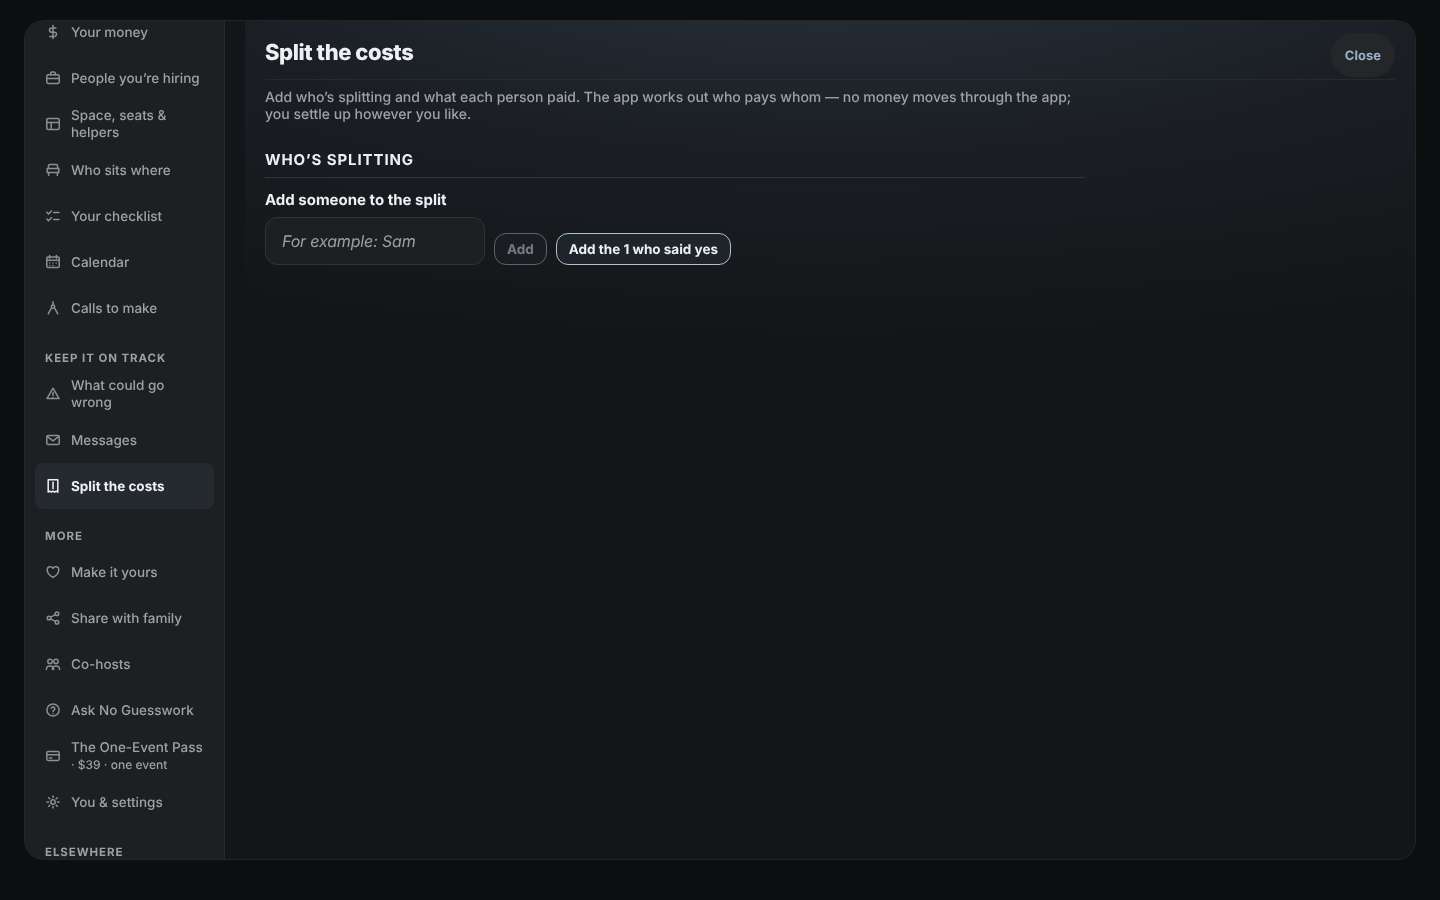 Your money
People you’re hiring
Space, seats &
helpers
Who sits where
Your checklist
Calendar
Calls to make
KEEP IT ON TRACK
What could go
wrong
Messages
Split the costs
MORE
Make it yours
Share with family
Co-hosts
Ask No Guesswork
The One-Event Pass
· $39 · one event
You & settings
ELSEWHERE
Split the costs
Close
Add who’s splitting and what each person paid. The app works out who pays whom — no money moves through the app;
you settle up however you like.
WHO’S SPLITTING
Add someone to the split
For example: Sam
Add
Add the 1 who said yes